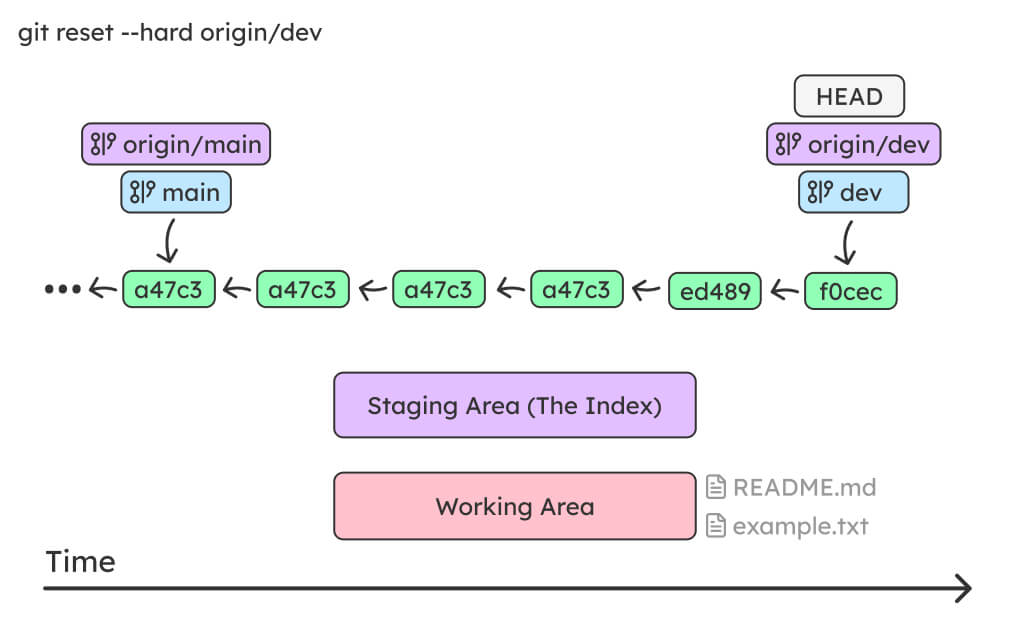 git reset --hard origin/dev
HEAD
origin/main
origin/dev
main
dev
a47c3
a47c3
a47c3
a47c3
ed489
f0cec
Staging Area (The Index)
Working Area
README.md
example.txt
Time